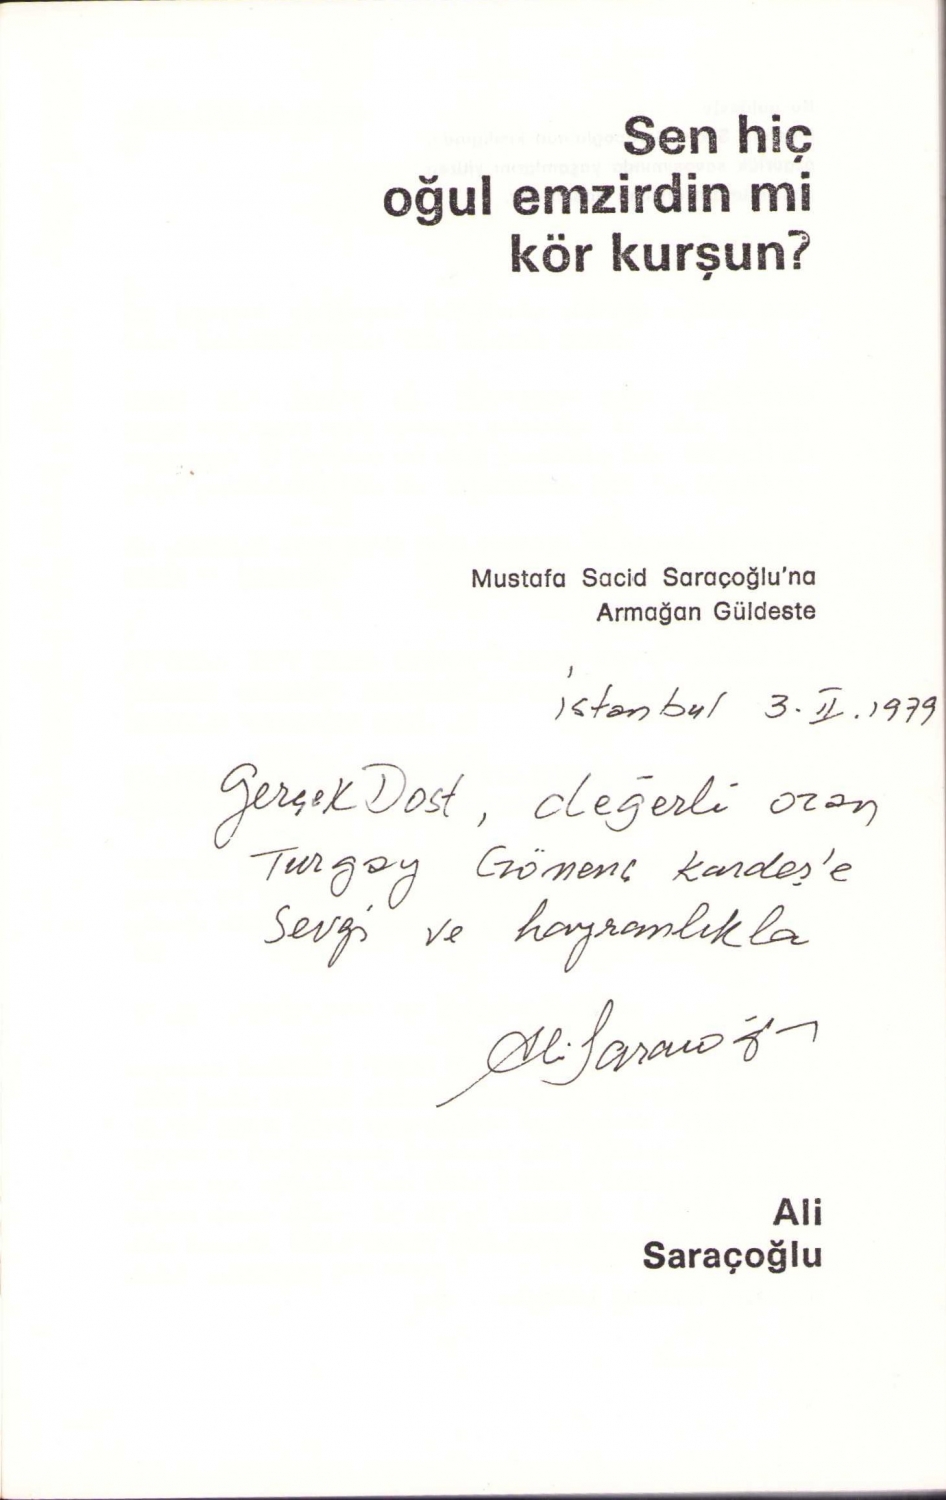 Sen hiç
oğul emzirdin mi
kör kurşun?
Mustafa Sacid Saraçoğlu'na
Armağan Güldeste
İstanbul 3.II.1979
Gerçek Dost, değerli ozan
Turgay Gönenç kardeş'e
Sevgi ve hayranlıkla
Ali Saraçoğlu
Ali
Saraçoğlu